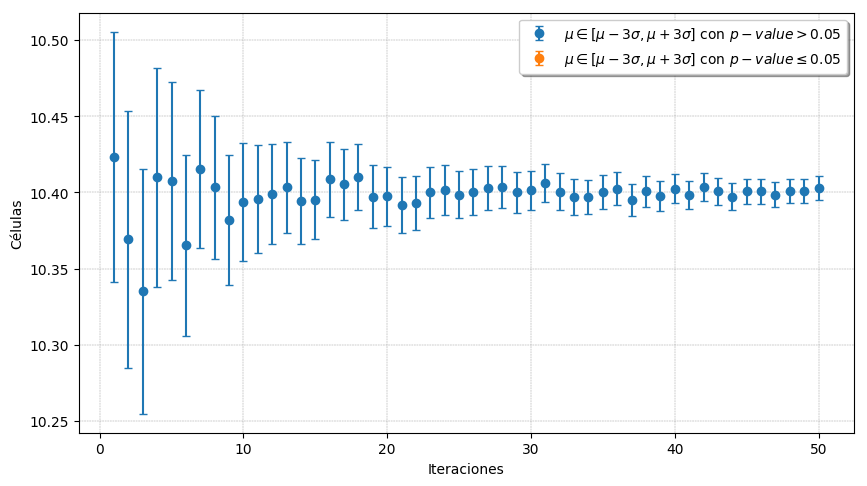 10.50
10.45
10.40
10.35
10.30
10.25
Células
0 10 20 30 40 50
Iteraciones
μ ∈ [μ − 3σ, μ + 3σ] con p − value > 0.05
μ ∈ [μ − 3σ, μ + 3σ] con p − value ≤ 0.05